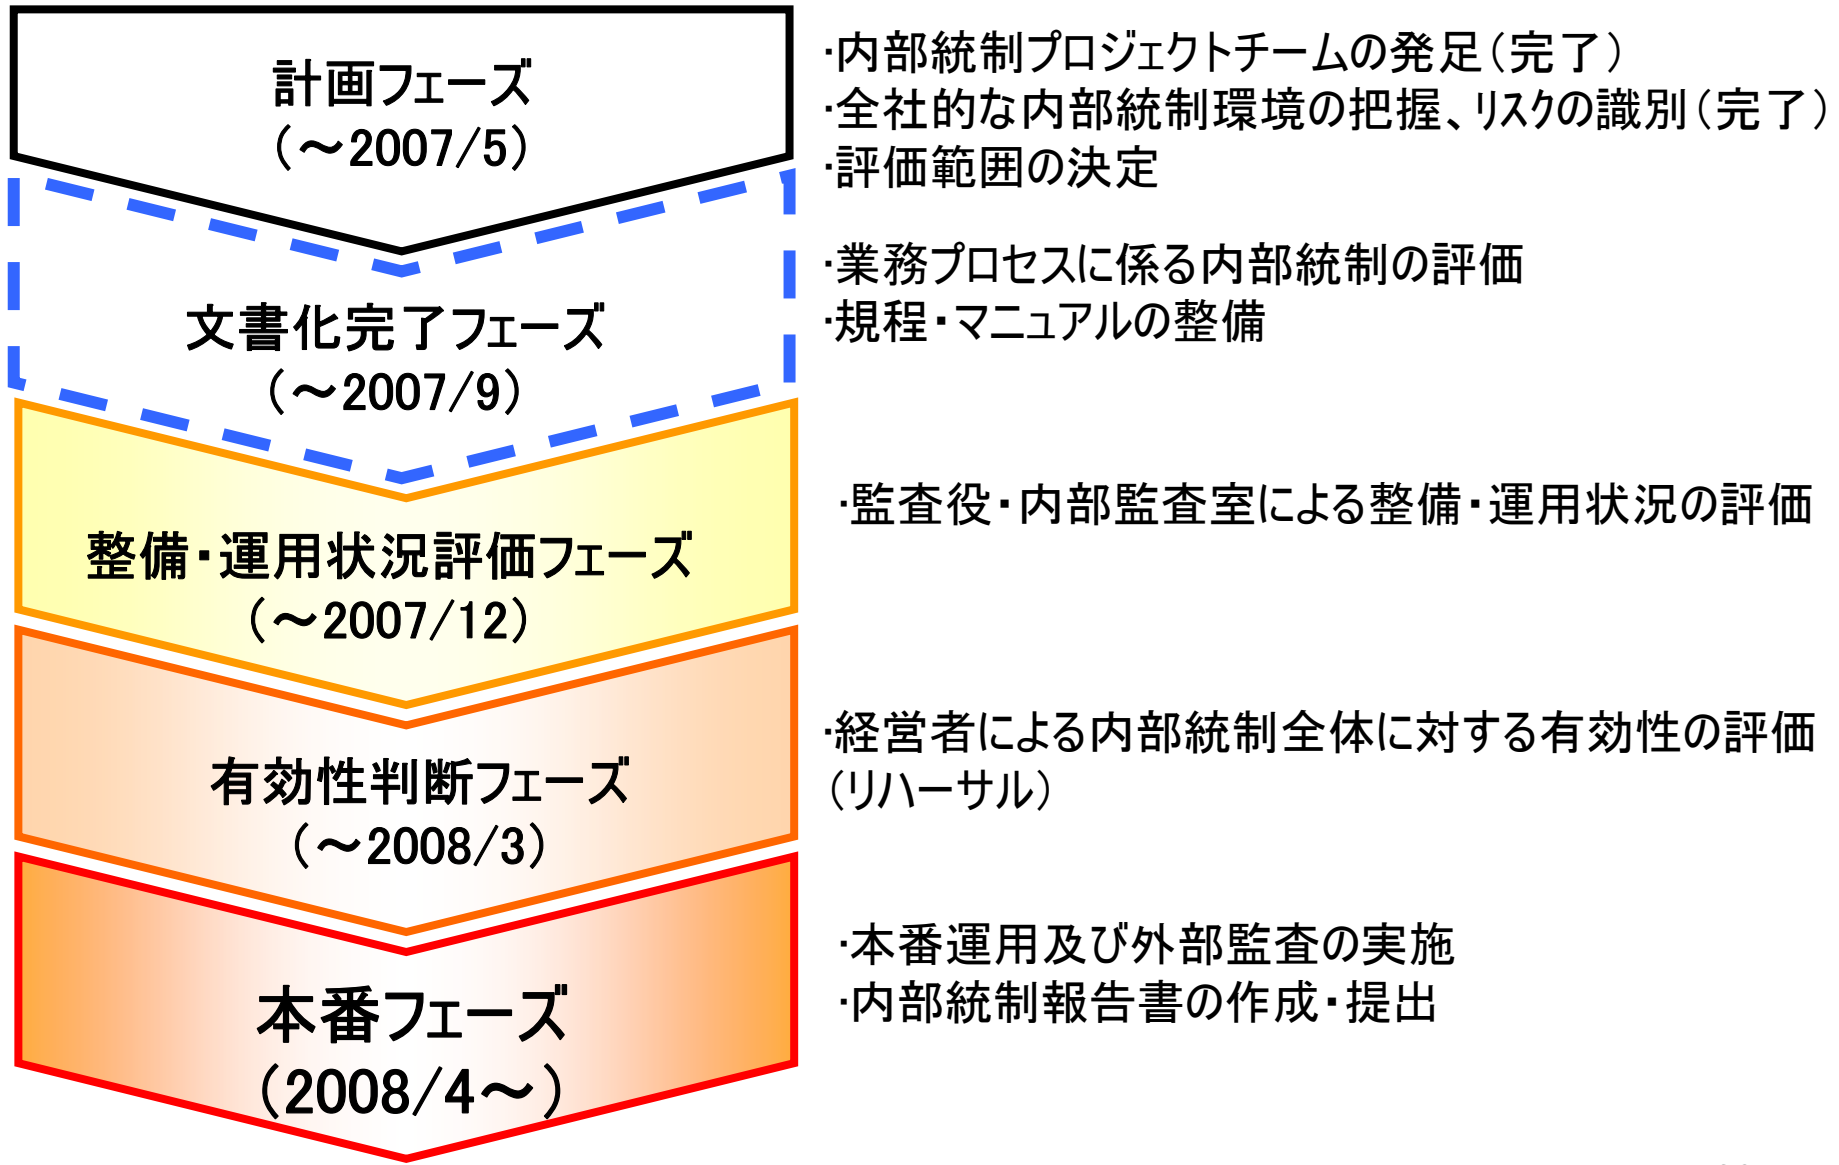 計画フェーズ
（～2007/5）
･内部統制プロジェクトチームの発足（完了）
･全社的な内部統制環境の把握、リスクの識別（完了）
･評価範囲の決定
文書化完了フェーズ
（～2007/9）
･業務プロセスに係る内部統制の評価
･規程・マニュアルの整備
整備・運用状況評価フェーズ
（～2007/12）
･監査役・内部監査室による整備・運用状況の評価
有効性判断フェーズ
（～2008/3）
･経営者による内部統制全体に対する有効性の評価
（リハーサル）
本番フェーズ
（2008/4～）
･本番運用及び外部監査の実施
･内部統制報告書の作成・提出